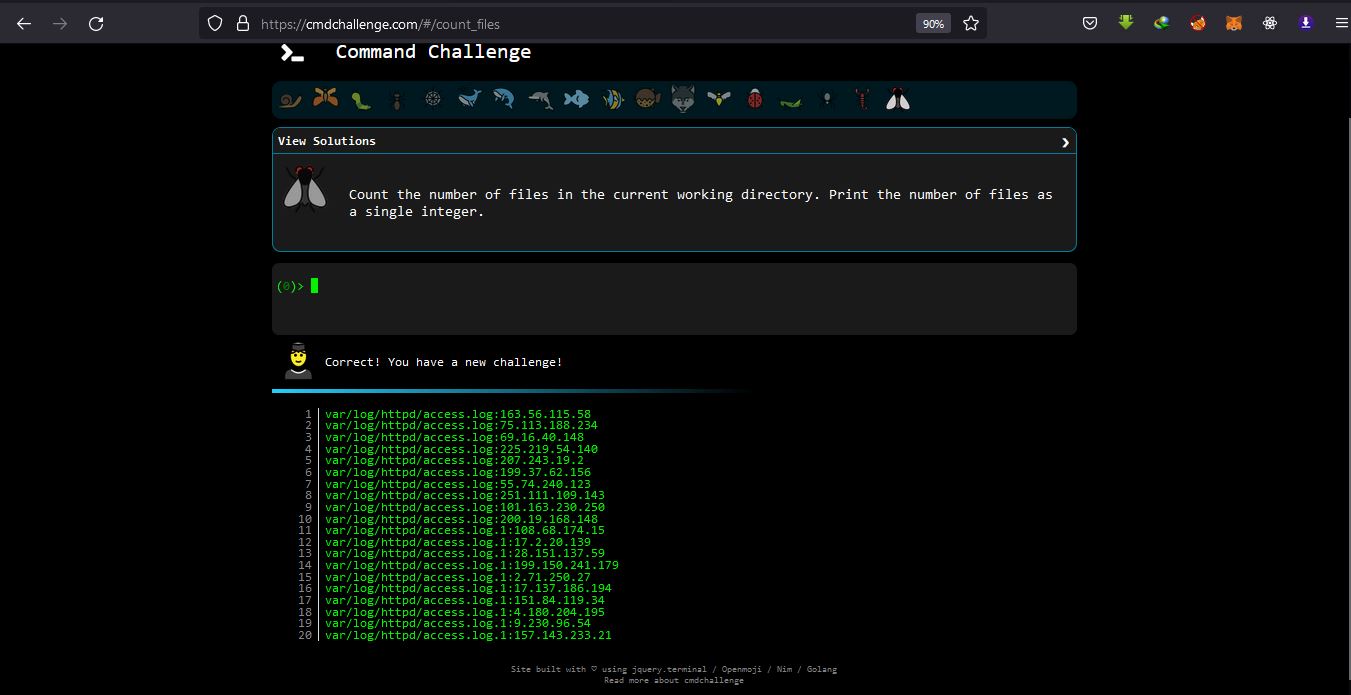 https://cmdchallenge.com/#/count_files
90%
Command Challenge
View Solutions
Count the number of files in the current working directory. Print the number of files as
a single integer.
(0)>
Correct! You have a new challenge!
1 var/log/httpd/access.log:163.56.115.58
2 var/log/httpd/access.log:75.113.188.234
3 var/log/httpd/access.log:69.16.40.148
4 var/log/httpd/access.log:225.219.54.140
5 var/log/httpd/access.log:207.243.19.2
6 var/log/httpd/access.log:199.37.62.156
7 var/log/httpd/access.log:55.74.240.123
8 var/log/httpd/access.log:251.111.109.143
9 var/log/httpd/access.log:101.163.230.250
10 var/log/httpd/access.log:200.19.168.148
11 var/log/httpd/access.log.1:108.68.174.15
12 var/log/httpd/access.log.1:17.2.20.139
13 var/log/httpd/access.log.1:28.151.137.59
14 var/log/httpd/access.log.1:199.150.241.179
15 var/log/httpd/access.log.1:2.71.250.27
16 var/log/httpd/access.log.1:17.137.186.194
17 var/log/httpd/access.log.1:151.84.119.34
18 var/log/httpd/access.log.1:4.180.204.195
19 var/log/httpd/access.log.1:9.230.96.54
20 var/log/httpd/access.log.1:157.143.233.21
Site built with ♡ using jquery.terminal / Openmoji / Nim / Golang
Read more about cmdchallenge